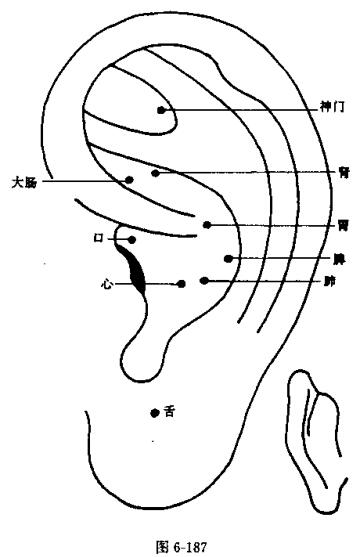 神门
肾
大肠
胃
口
脾
心
肺
舌
图 6-187